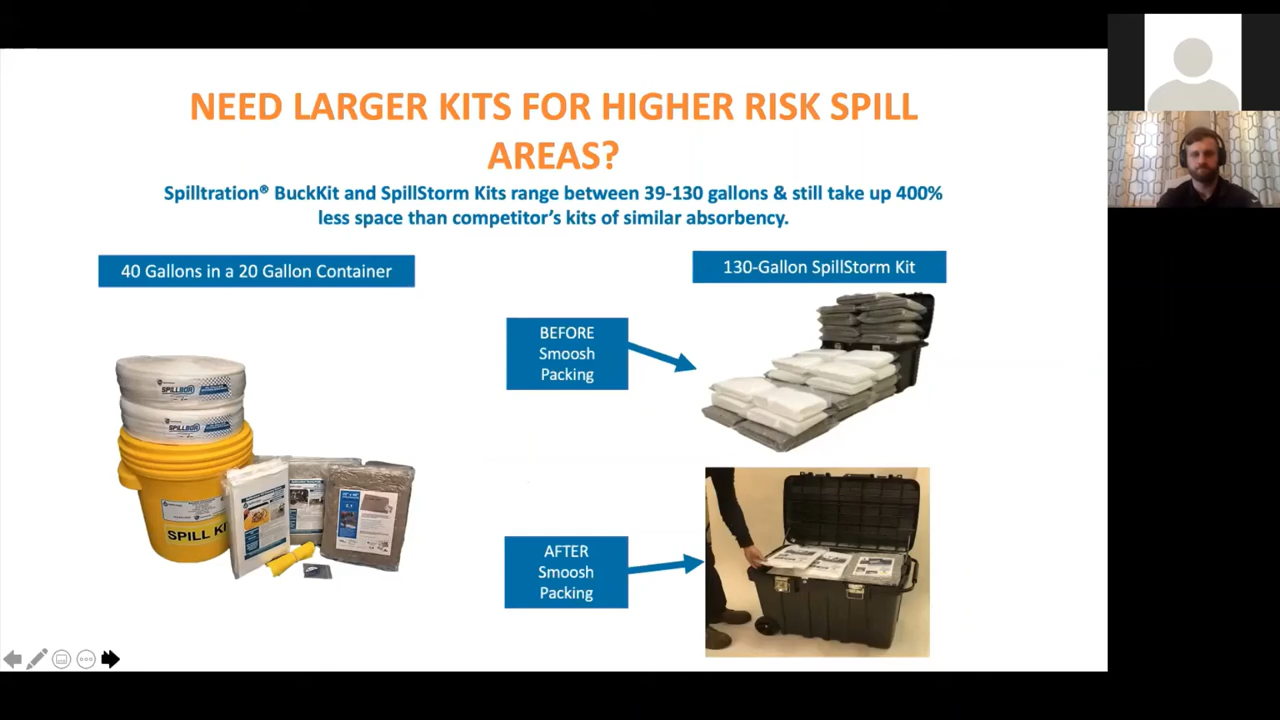 NEED LARGER KITS FOR HIGHER RISK SPILL
AREAS?
Spilltration® BuckKit and SpillStorm Kits range between 39-130 gallons & still take up 400%
less space than competitor's kits of similar absorbency.
40 Gallons in a 20 Gallon Container
130-Gallon SpillStorm Kit
BEFORE
Smoosh
Packing
SPILLBOA
SPILLBOA
SPILL KI
AFTER
Smoosh
Packing